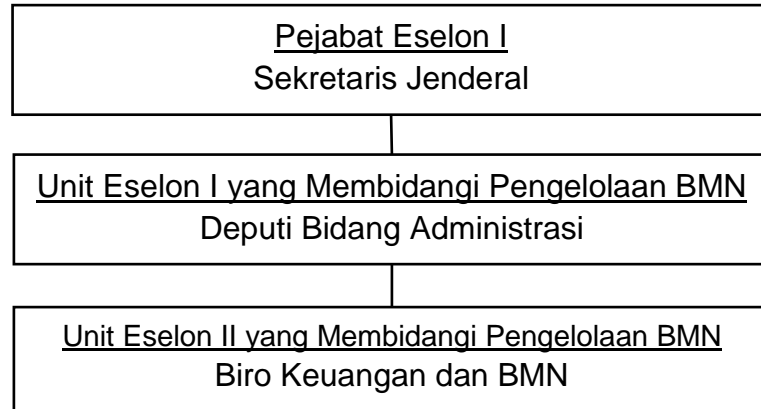 Pejabat Eselon I
Sekretaris Jenderal
Unit Eselon I yang Membidangi Pengelolaan BMN
Deputi Bidang Administrasi
Unit Eselon II yang Membidangi Pengelolaan BMN
Biro Keuangan dan BMN